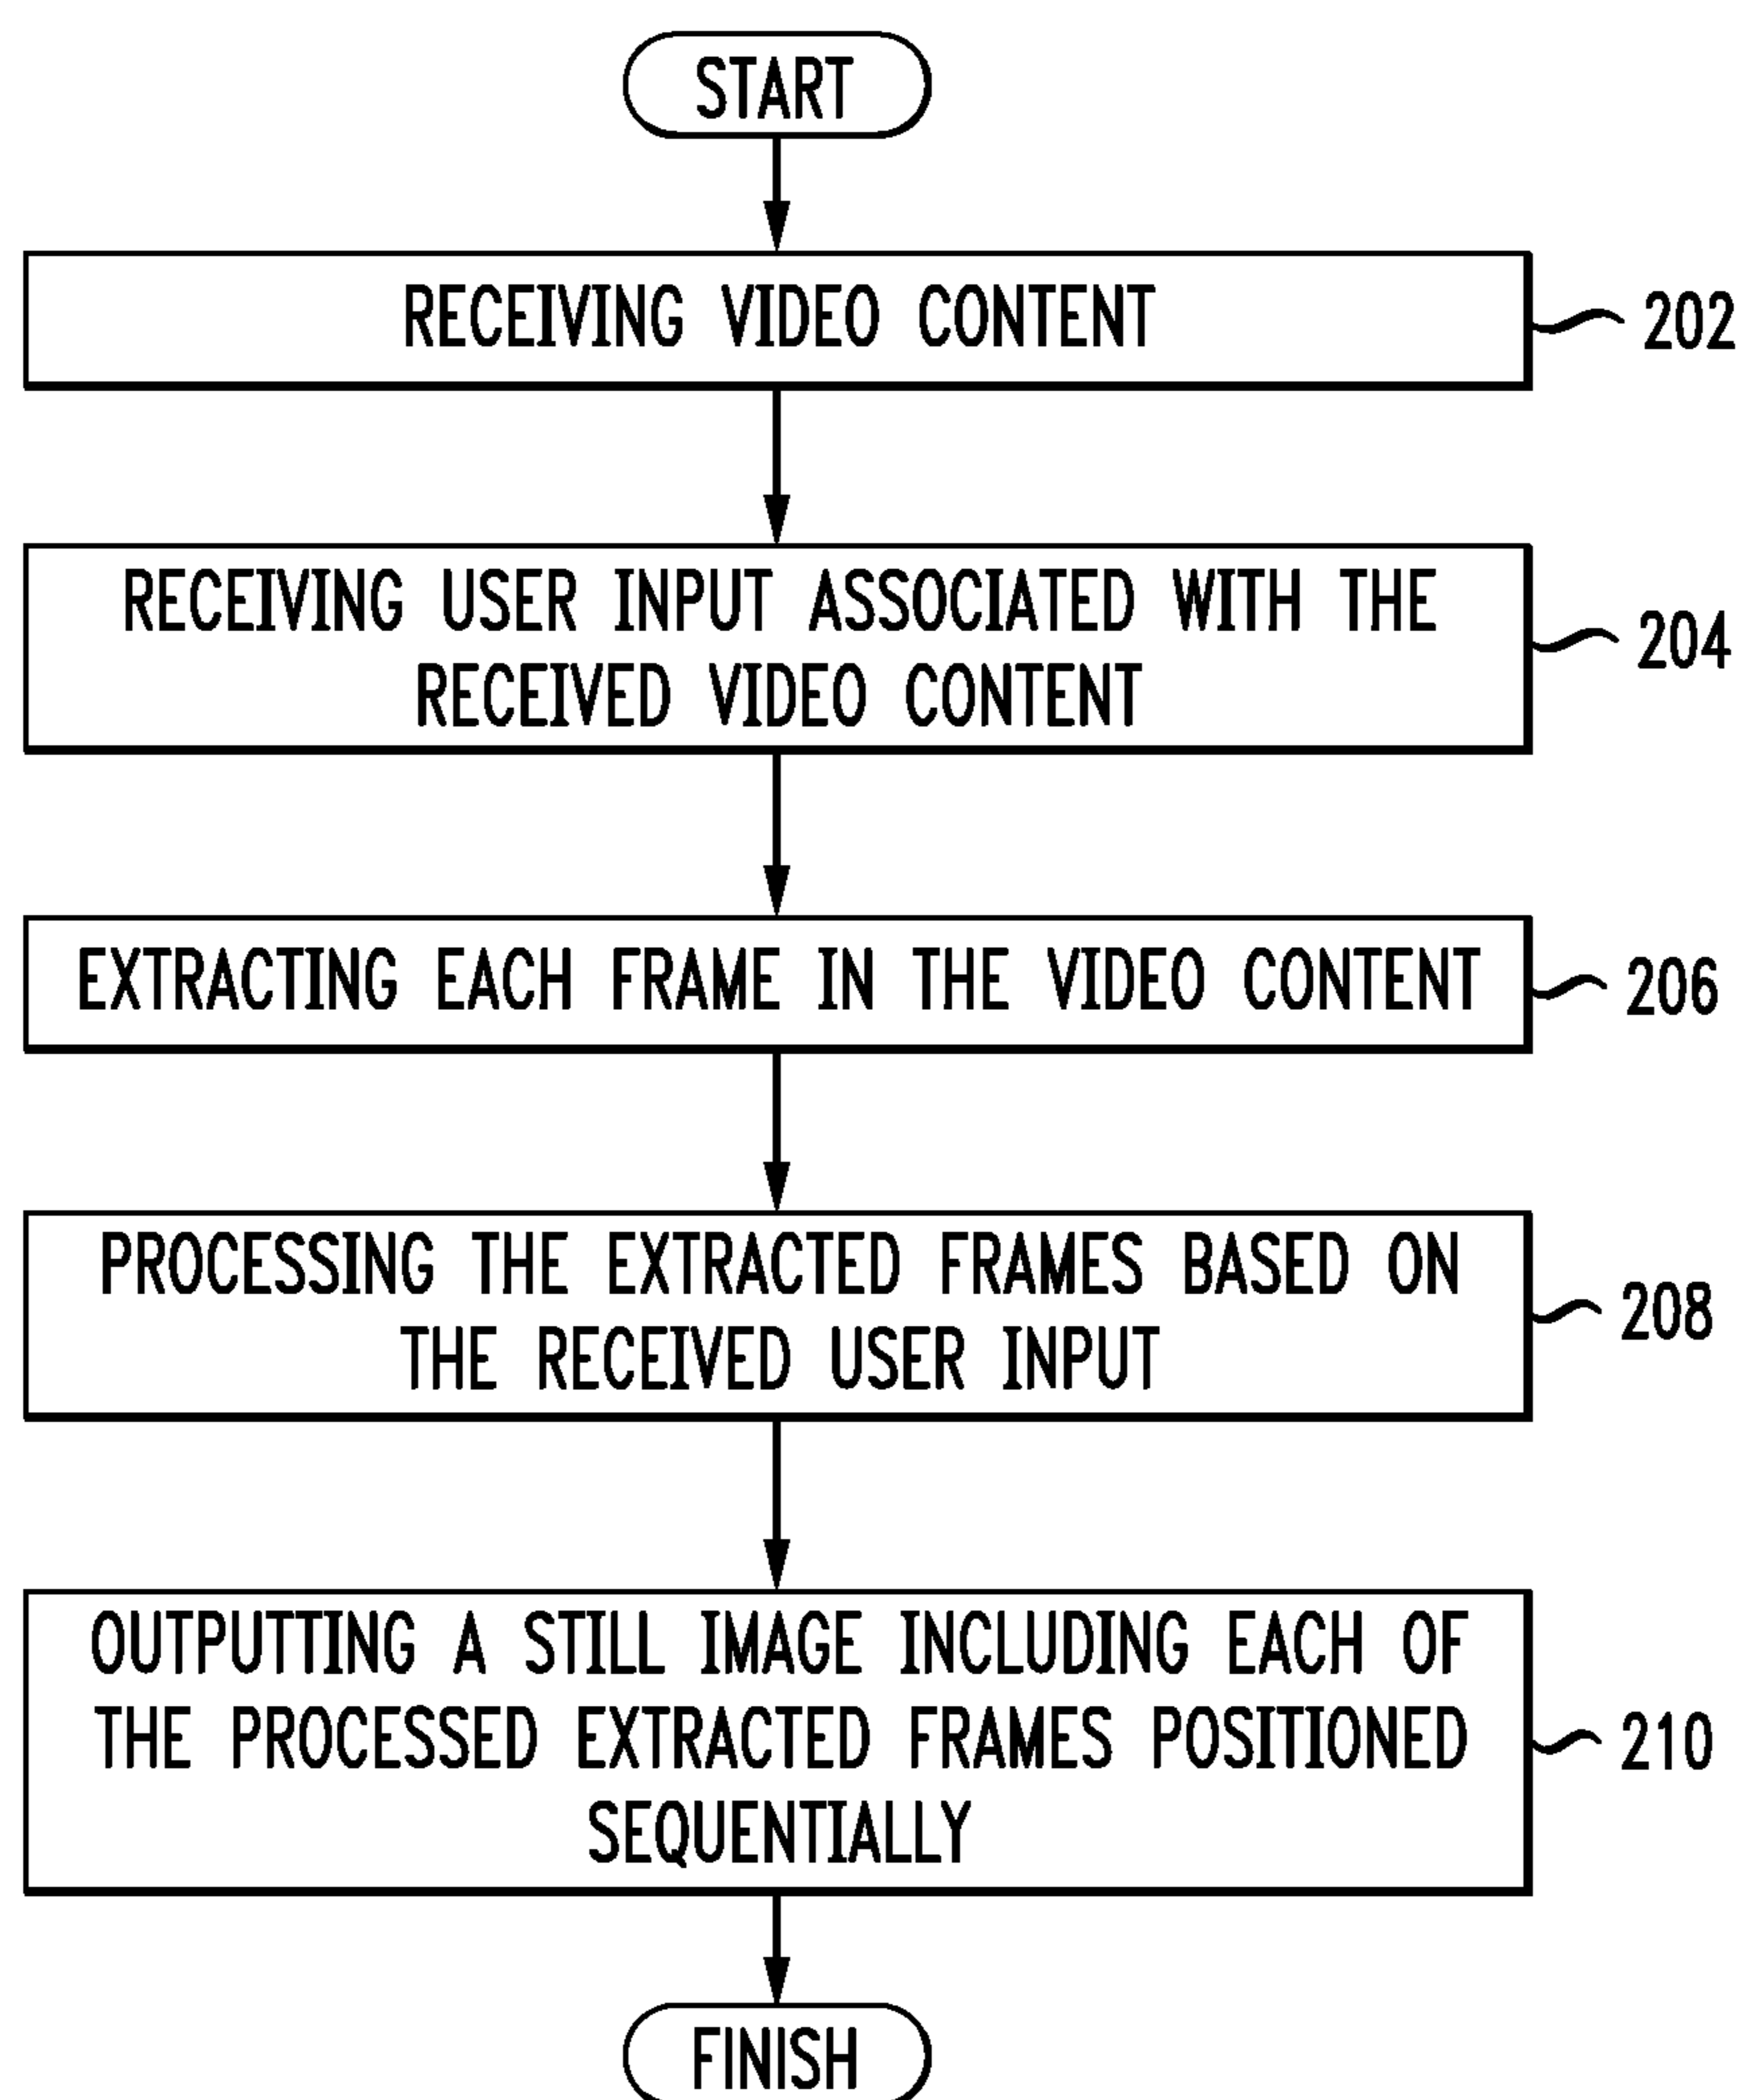 START
RECEIVING VIDEO CONTENT
202
RECEIVING USER INPUT ASSOCIATED WITH THE
RECEIVED VIDEO CONTENT
204
EXTRACTING EACH FRAME IN THE VIDEO CONTENT
206
PROCESSING THE EXTRACTED FRAMES BASED ON
THE RECEIVED USER INPUT
208
OUTPUTTING A STILL IMAGE INCLUDING EACH OF
THE PROCESSED EXTRACTED FRAMES POSITIONED
SEQUENTIALLY
210
FINISH